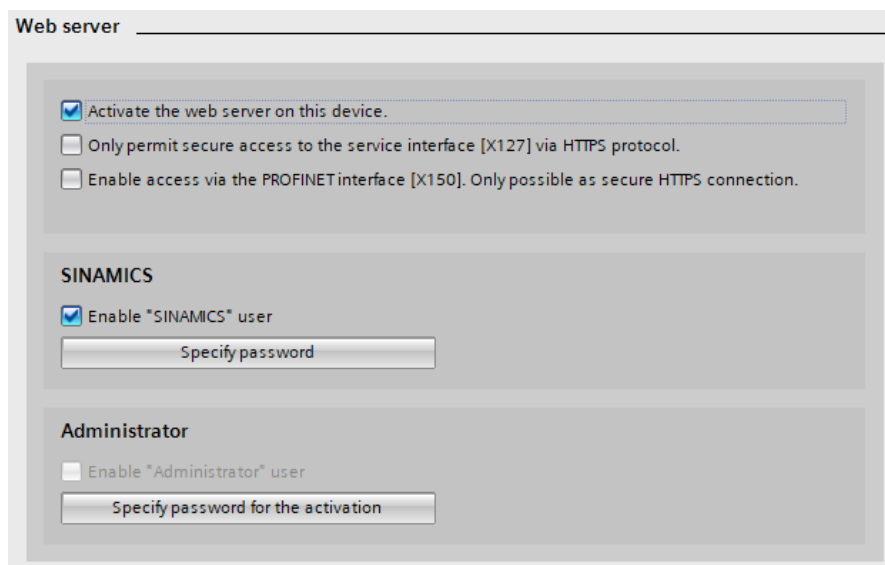 Web server
Activate the web server on this device.
Only permit secure access to the service interface [X127] via HTTPS protocol.
Enable access via the PROFINET interface [X150]. Only possible as secure HTTPS connection.
SINAMICS
Enable "SINAMICS" user
Specify password
Administrator
Enable "Administrator" user
Specify password for the activation